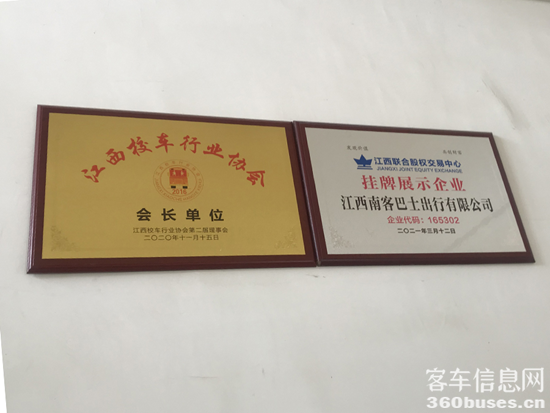 江西校车行业协会
2016
会长单位
江西校车行业协会第二届理事会
二〇二〇年十一月十五日
江西联合股权交易中心
JIANGXI JOINT EQUITY EXCHANGE
挂牌展示企业
江西南客巴士出行有限公司
企业代码：165302
二〇二一年三月十二日
客车信息网
360buses.cn